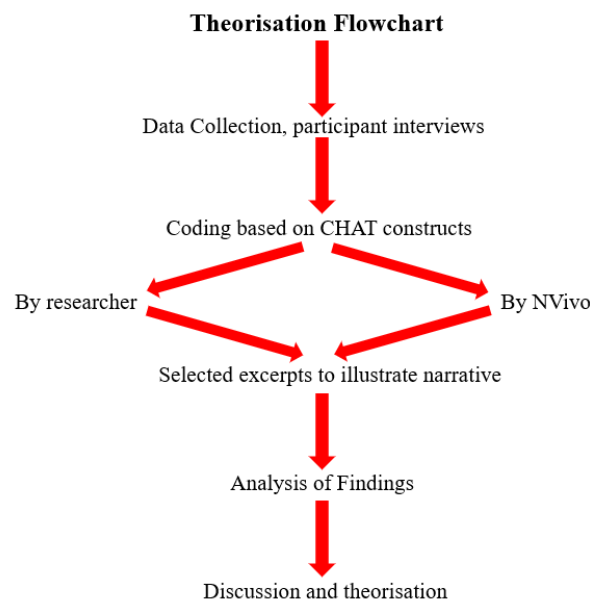 Theorisation Flowchart
Data Collection, participant interviews
Coding based on CHAT constructs
By researcher
By NVivo
Selected excerpts to illustrate narrative
Analysis of Findings
Discussion and theorisation